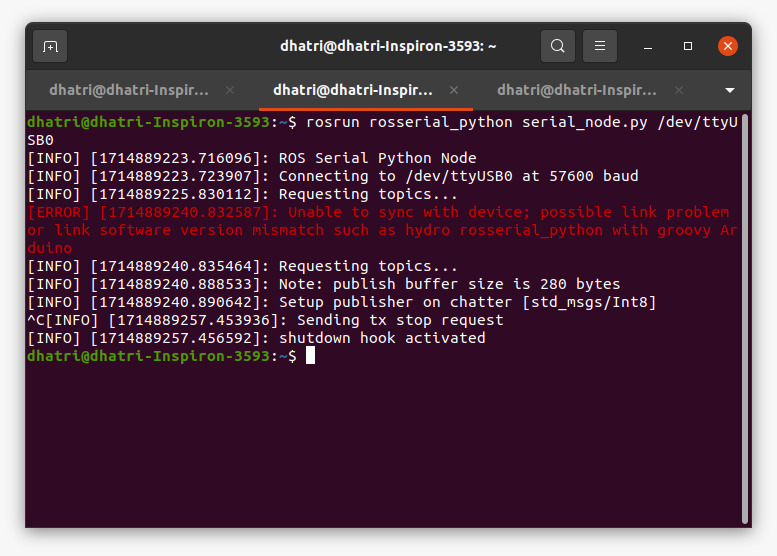 dhatri@dhatri-Inspiron-3593: ~
dhatri@dhatri-Inspir... dhatri@dhatri-Inspir... dhatri@dhatri-Inspir...
dhatri@dhatri-Inspiron-3593:~$ rosrun rosserial_python serial_node.py /dev/ttyU
SB0
[INFO] [1714889223.716096]: ROS Serial Python Node
[INFO] [1714889223.723907]: Connecting to /dev/ttyUSB0 at 57600 baud
[INFO] [1714889225.830112]: Requesting topics...
[ERROR] [1714889240.832587]: Unable to sync with device; possible link problem
or link software version mismatch such as hydro rosserial_python with groovy Ar
duino
[INFO] [1714889240.835464]: Requesting topics...
[INFO] [1714889240.888533]: Note: publish buffer size is 280 bytes
[INFO] [1714889240.890642]: Setup publisher on chatter [std_msgs/Int8]
^C[INFO] [1714889257.453936]: Sending tx stop request
[INFO] [1714889257.456592]: shutdown hook activated
dhatri@dhatri-Inspiron-3593:~$